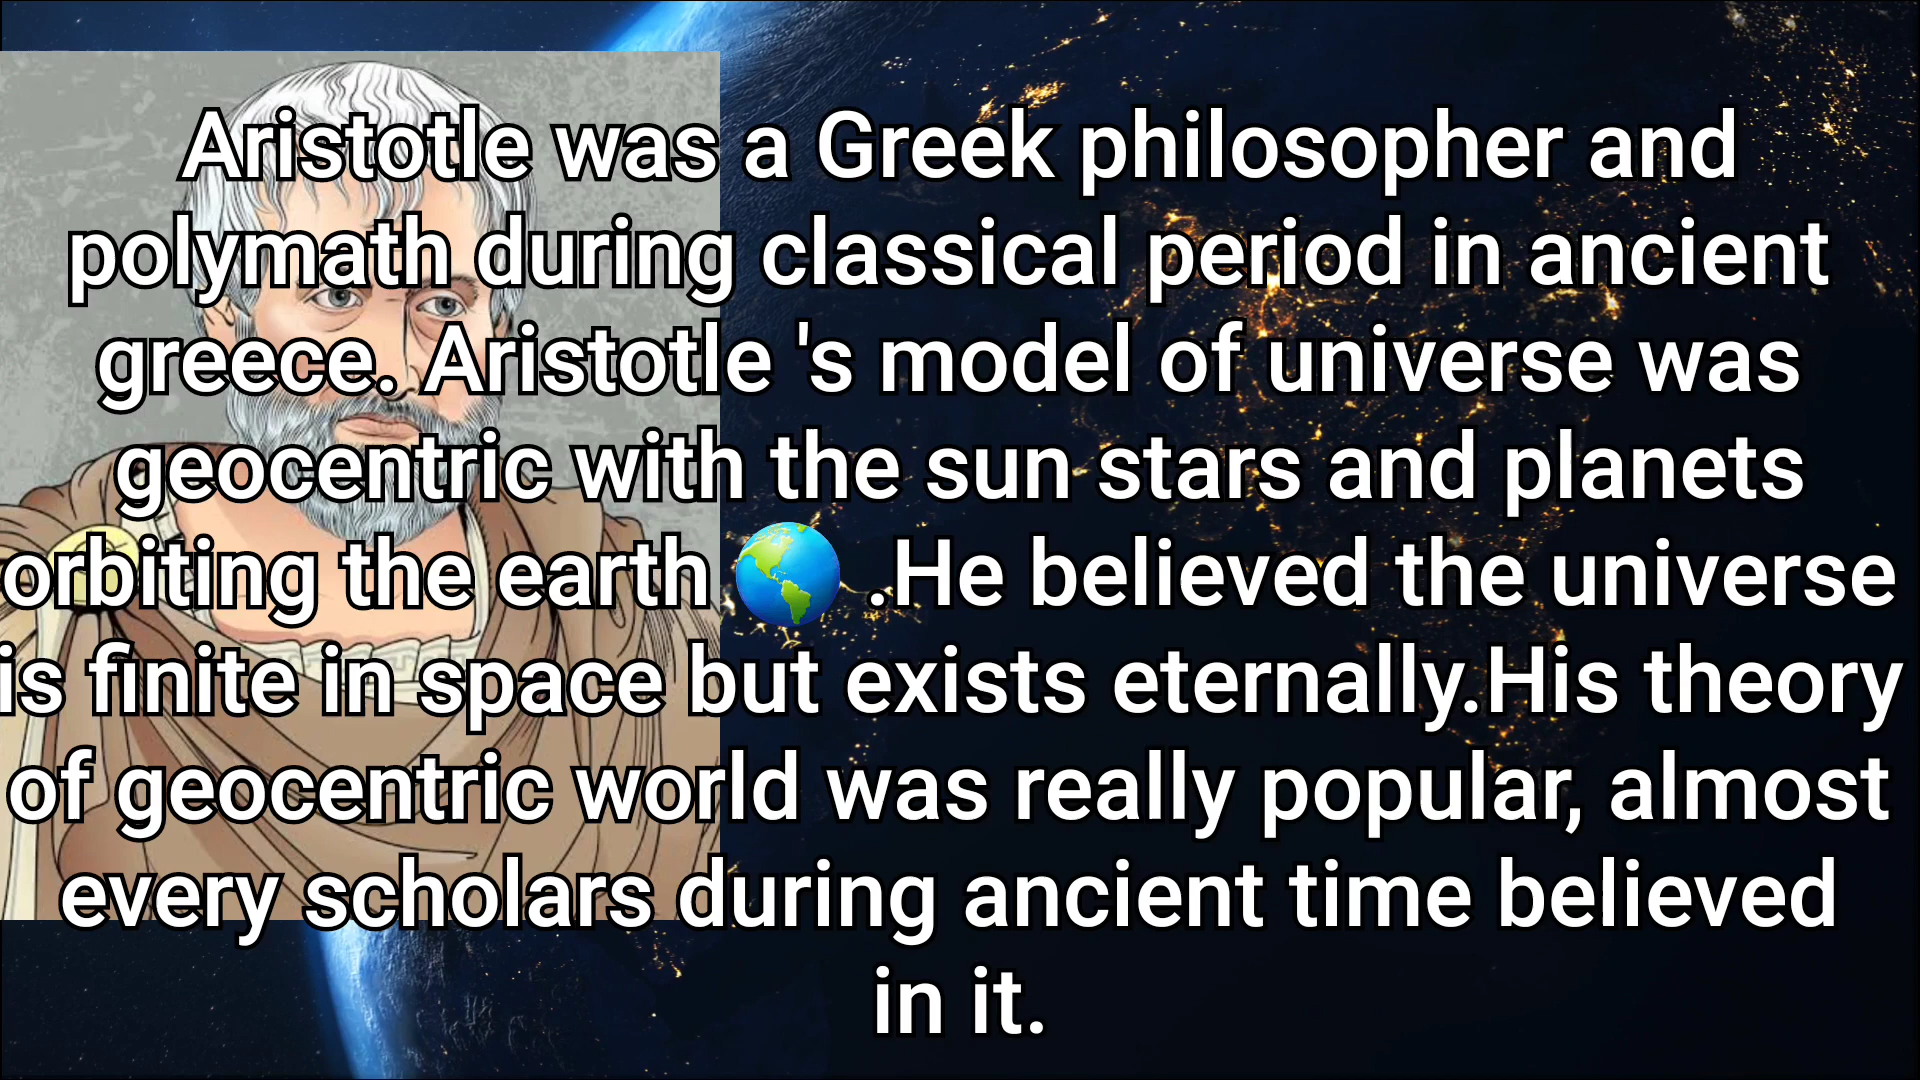 Aristotle was a Greek philosopher and
polymath during classical period in ancient
greece. Aristotle 's model of universe was
geocentric with the sun stars and planets
orbiting the earth 🌎 .He believed the universe
is finite in space but exists eternally.His theory
of geocentric world was really popular, almost
every scholars during ancient time believed
in it.